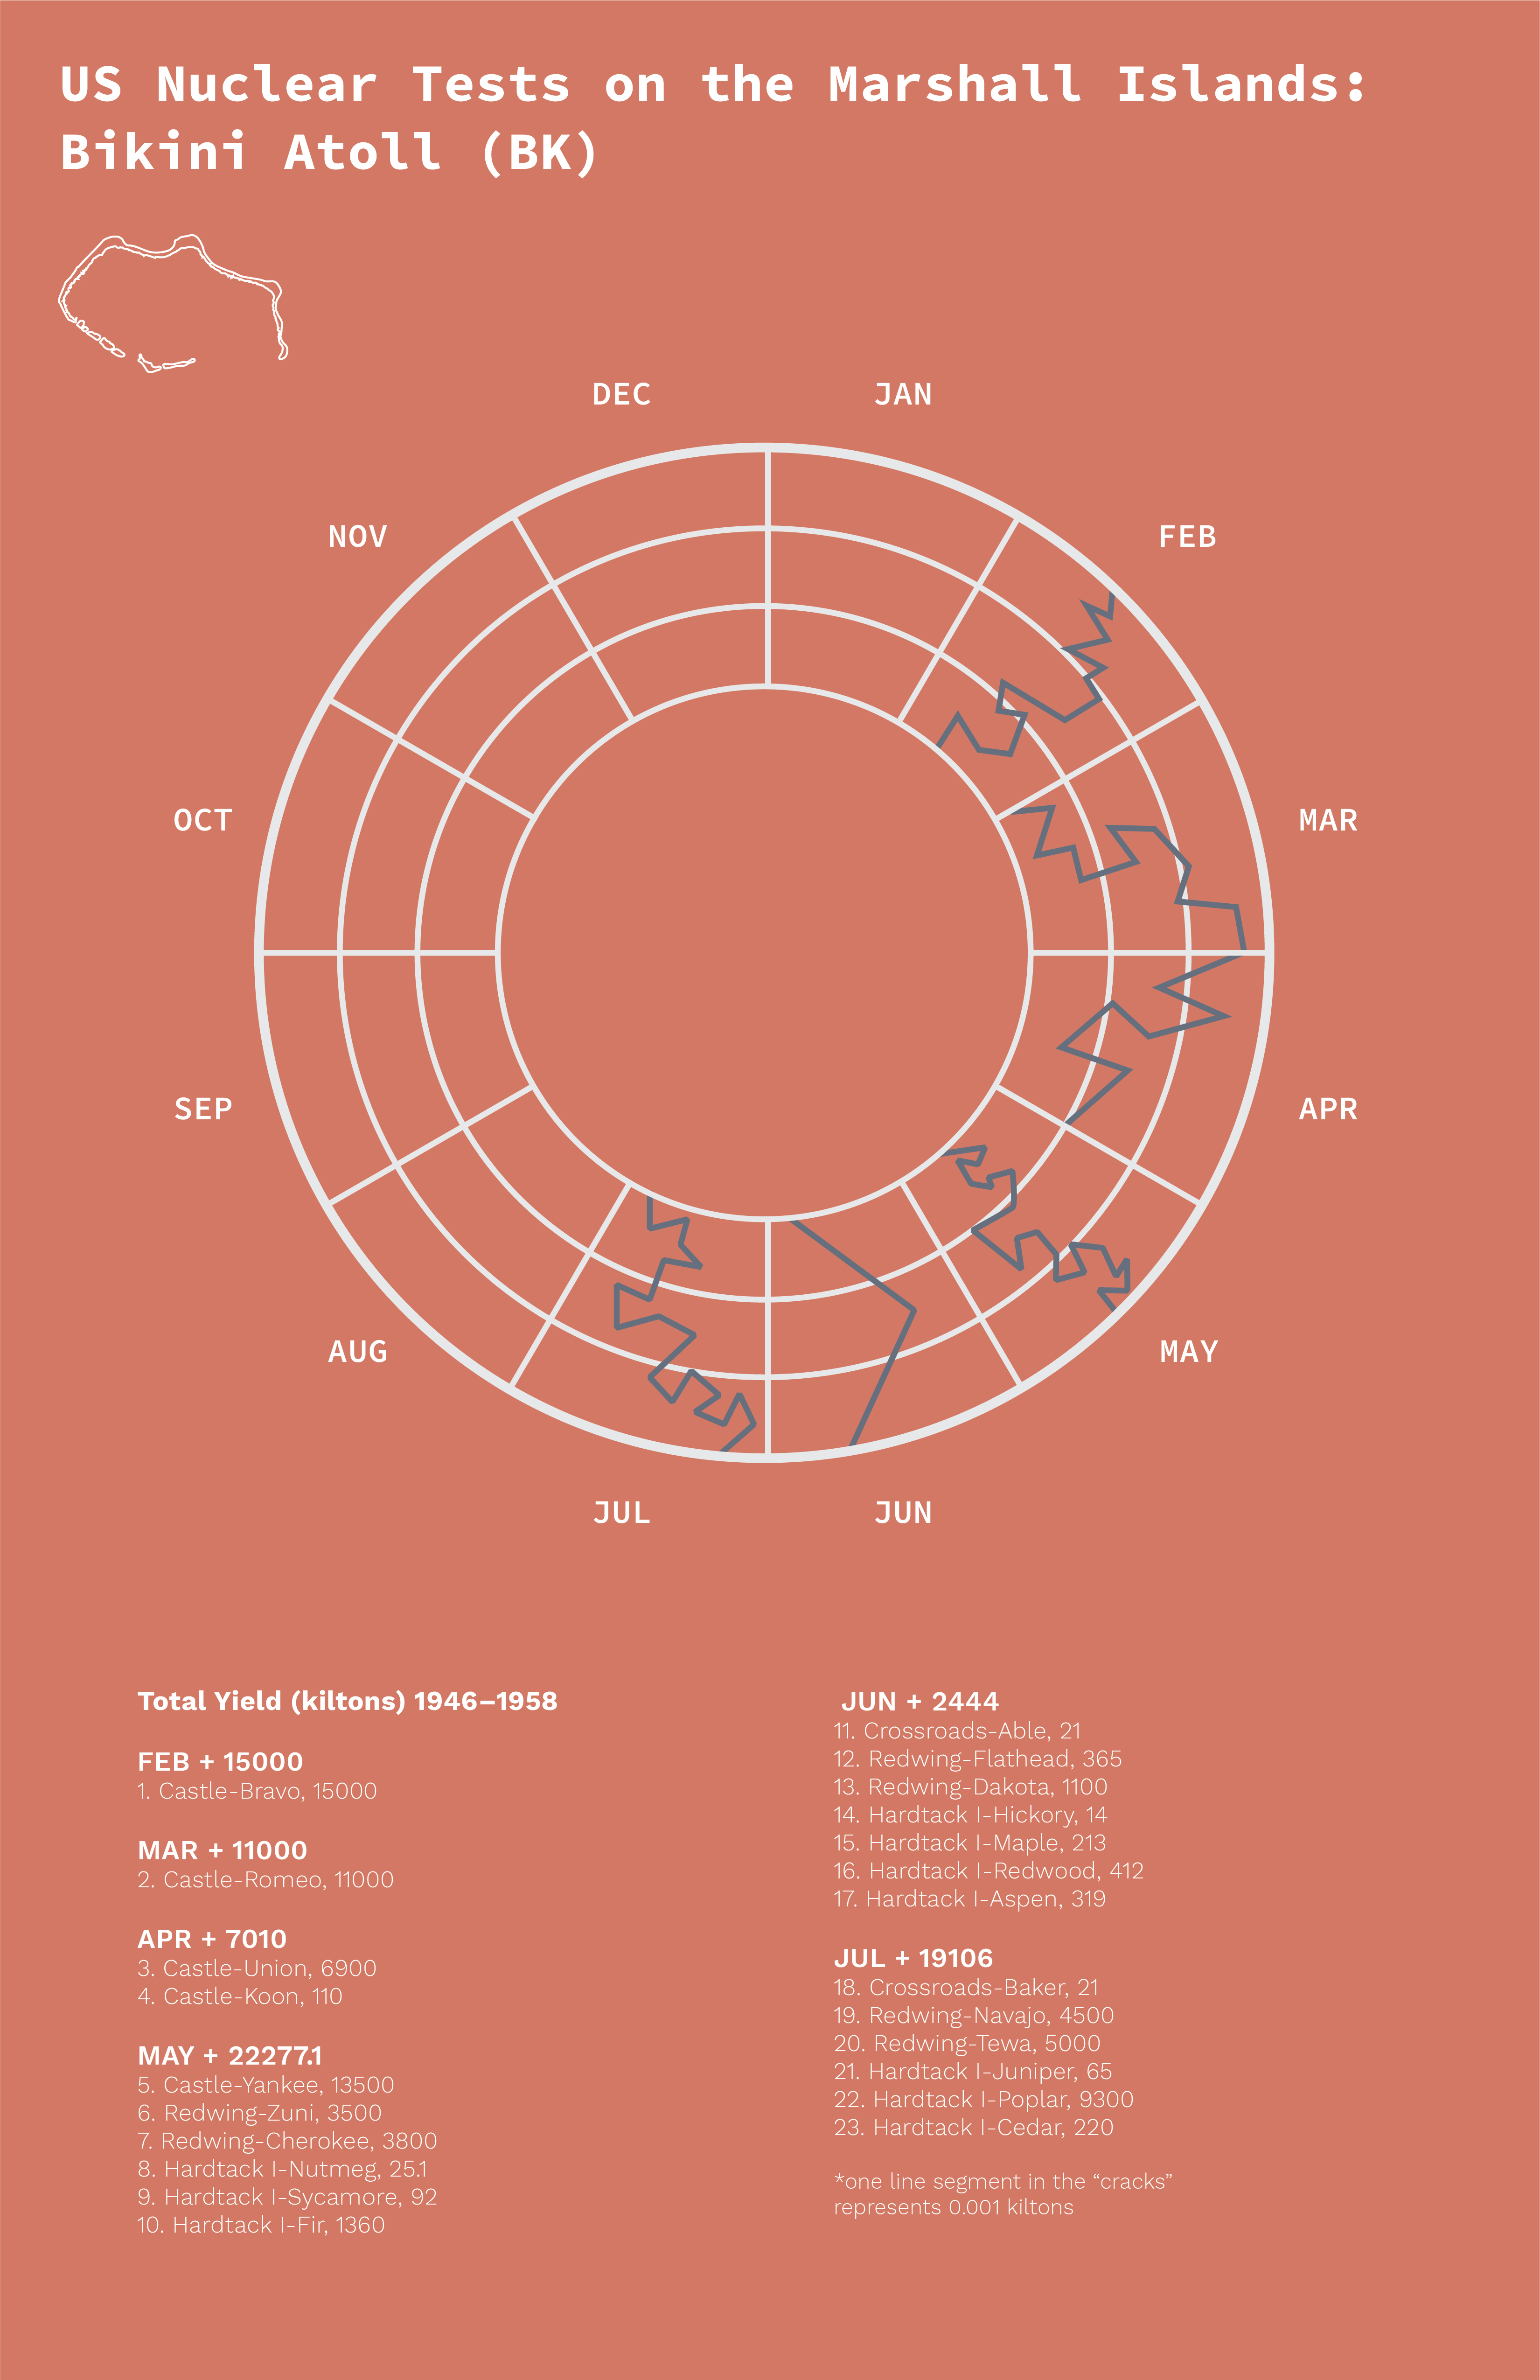 US Nuclear Tests on the Marshall Islands:
Bikini Atoll (BK)
DEC
JAN
NOV
FEB
OCT
MAR
SEP
APR
AUG
MAY
JUL
JUN
Total Yield (kiltons) 1946–1958
FEB + 15000
1. Castle-Bravo, 15000
MAR + 11000
2. Castle-Romeo, 11000
APR + 7010
3. Castle-Union, 6900
4. Castle-Koon, 110
MAY + 22277.1
5. Castle-Yankee, 13500
6. Redwing-Zuni, 3500
7. Redwing-Cherokee, 3800
8. Hardtack I-Nutmeg, 25.1
9. Hardtack I-Sycamore, 92
10. Hardtack I-Fir, 1360
JUN + 2444
11. Crossroads-Able, 21
12. Redwing-Flathead, 365
13. Redwing-Dakota, 1100
14. Hardtack I-Hickory, 14
15. Hardtack I-Maple, 213
16. Hardtack I-Redwood, 412
17. Hardtack I-Aspen, 319
JUL + 19106
18. Crossroads-Baker, 21
19. Redwing-Navajo, 4500
20. Redwing-Tewa, 5000
21. Hardtack I-Juniper, 65
22. Hardtack I-Poplar, 9300
23. Hardtack I-Cedar, 220
*one line segment in the “cracks”
represents 0.001 kiltons